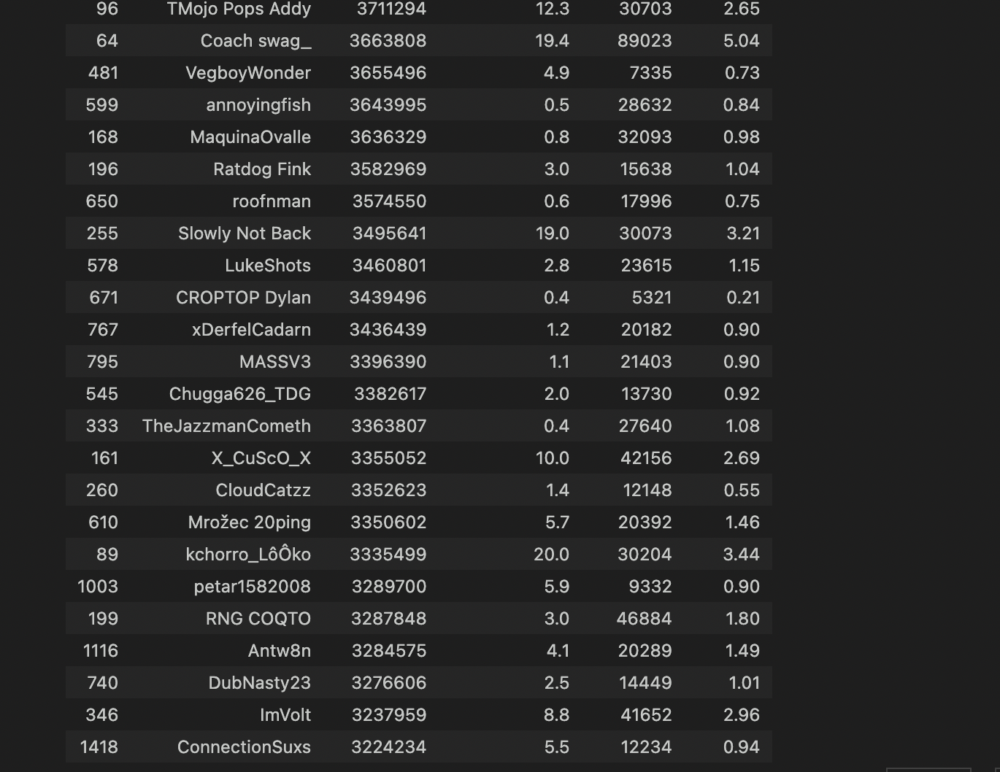 96 TMojo Pops Addy 3711294 12.3 30703 2.65
64 Coach swag_ 3663808 19.4 89023 5.04
481 VegboyWonder 3655496 4.9 7335 0.73
599 annoyingfish 3643995 0.5 28632 0.84
168 MaquinaOvalle 3636329 0.8 32093 0.98
196 Ratdog Fink 3582969 3.0 15638 1.04
650 roofnman 3574550 0.6 17996 0.75
255 Slowly Not Back 3495641 19.0 30073 3.21
578 LukeShots 3460801 2.8 23615 1.15
671 CROPTOP Dylan 3439496 0.4 5321 0.21
767 xDerfelCadarn 3436439 1.2 20182 0.90
795 MASSV3 3396390 1.1 21403 0.90
545 Chugga626_TDG 3382617 2.0 13730 0.92
333 TheJazzmanCometh 3363807 0.4 27640 1.08
161 X_CuScO_X 3355052 10.0 42156 2.69
260 CloudCatzz 3352623 1.4 12148 0.55
610 Mrožec 20ping 3350602 5.7 20392 1.46
89 kchorro_LôÔko 3335499 20.0 30204 3.44
1003 petar1582008 3289700 5.9 9332 0.90
199 RNG COQTO 3287848 3.0 46884 1.80
1116 Antw8n 3284575 4.1 20289 1.49
740 DubNasty23 3276606 2.5 14449 1.01
346 ImVolt 3237959 8.8 41652 2.96
1418 ConnectionSuxs 3224234 5.5 12234 0.94